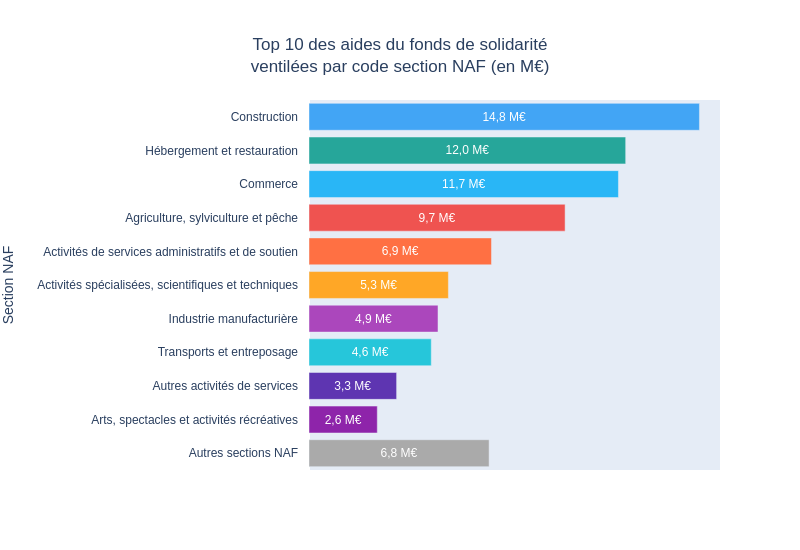 Top 10 des aides du fonds de solidarité
ventilées par code section NAF (en M€)
Section NAF
Construction 14,8 M€
Hébergement et restauration 12,0 M€
Commerce 11,7 M€
Agriculture, sylviculture et pêche 9,7 M€
Activités de services administratifs et de soutien 6,9 M€
Activités spécialisées, scientifiques et techniques 5,3 M€
Industrie manufacturière 4,9 M€
Transports et entreposage 4,6 M€
Autres activités de services 3,3 M€
Arts, spectacles et activités récréatives 2,6 M€
Autres sections NAF 6,8 M€